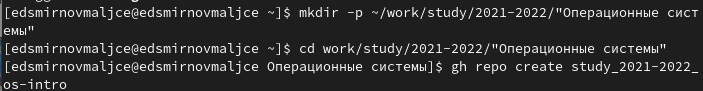 [edsmirnovmaljce@edsmirnovmaljce ~]$ mkdir -p ~/work/study/2021-2022/"Операционные сист
емы"
[edsmirnovmaljce@edsmirnovmaljce ~]$ cd work/study/2021-2022/"Операционные системы"
[edsmirnovmaljce@edsmirnovmaljce Операционные системы]$ gh repo create study_2021-2022_
os-intro